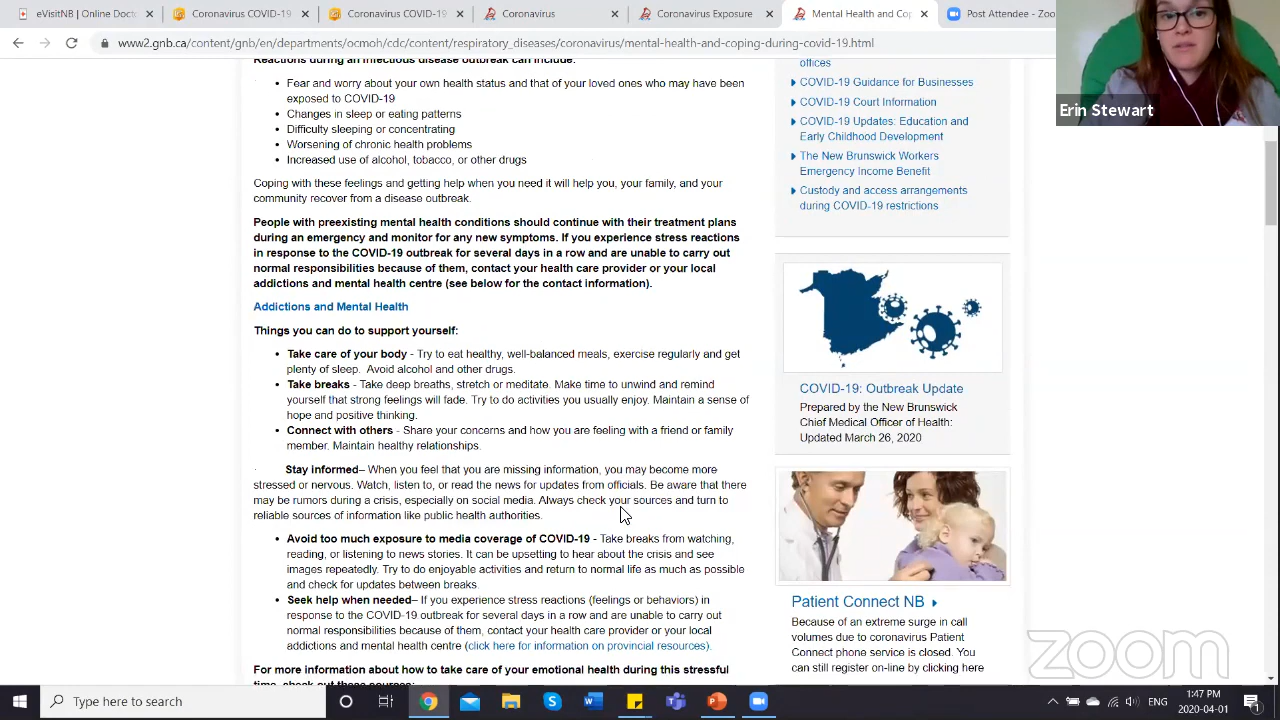 eVisitNB | Online Doct
Coping with COVID-19
Coronavirus COVID-19
Coronavirus
Coronavirus Exposure
Mental Health and Cop
Post Attendee - Zoo
www2.gnb.ca/content/gnb/en/departments/ocmoh/cdc/content/respiratory_diseases/coronavirus/mental-health-and-coping-during-covid-19.html
Erin Stewart
Reactions during an infectious disease outbreak can include:
• Fear and worry about your own health status and that of your loved ones who may have been
exposed to COVID-19
• Changes in sleep or eating patterns
• Difficulty sleeping or concentrating
• Worsening of chronic health problems
• Increased use of alcohol, tobacco, or other drugs
Coping with these feelings and getting help when you need it will help you, your family, and your
community recover from a disease outbreak.
People with preexisting mental health conditions should continue with their treatment plans
during an emergency and monitor for any new symptoms. If you experience stress reactions
in response to the COVID-19 outbreak for several days in a row and are unable to carry out
normal responsibilities because of them, contact your health care provider or your local
addictions and mental health centre (see below for the contact information).
Addictions and Mental Health
Things you can do to support yourself:
• Take care of your body - Try to eat healthy, well-balanced meals, exercise regularly and get
plenty of sleep. Avoid alcohol and other drugs.
• Take breaks - Take deep breaths, stretch or meditate. Make time to unwind and remind
yourself that strong feelings will fade. Try to do activities you usually enjoy. Maintain a sense of
hope and positive thinking.
• Connect with others - Share your concerns and how you are feeling with a friend or family
member. Maintain healthy relationships.
· Stay informed– When you feel that you are missing information, you may become more
stressed or nervous. Watch, listen to, or read the news for updates from officials. Be aware that there
may be rumors during a crisis, especially on social media. Always check your sources and turn to
reliable sources of information like public health authorities.
• Avoid too much exposure to media coverage of COVID-19 - Take breaks from watching,
reading, or listening to news stories. It can be upsetting to hear about the crisis and see
images repeatedly. Try to do enjoyable activities and return to normal life as much as possible
and check for updates between breaks.
• Seek help when needed– If you experience stress reactions (feelings or behaviors) in
response to the COVID-19 outbreak for several days in a row and are unable to carry out
normal responsibilities because of them, contact your health care provider or your local
addictions and mental health centre (click here for information on provincial resources).
For more information about how to take care of your emotional health during this stressful
time, check out these sources:
offices
COVID-19 Guidance for Businesses
COVID-19 Court Information
COVID-19 Updates: Education and
Early Childhood Development
The New Brunswick Workers
Emergency Income Benefit
Custody and access arrangements
during COVID-19 restrictions
COVID-19: Outbreak Update
Prepared by the New Brunswick
Chief Medical Officer of Health:
Updated March 26, 2020
Patient Connect NB
Because of an extreme surge in call
volumes due to coronavirus Patient
Connect phone service is closed. You
can still register on-line by clicking here
zoom
Type here to search
ENG
1:47 PM
2020-04-01